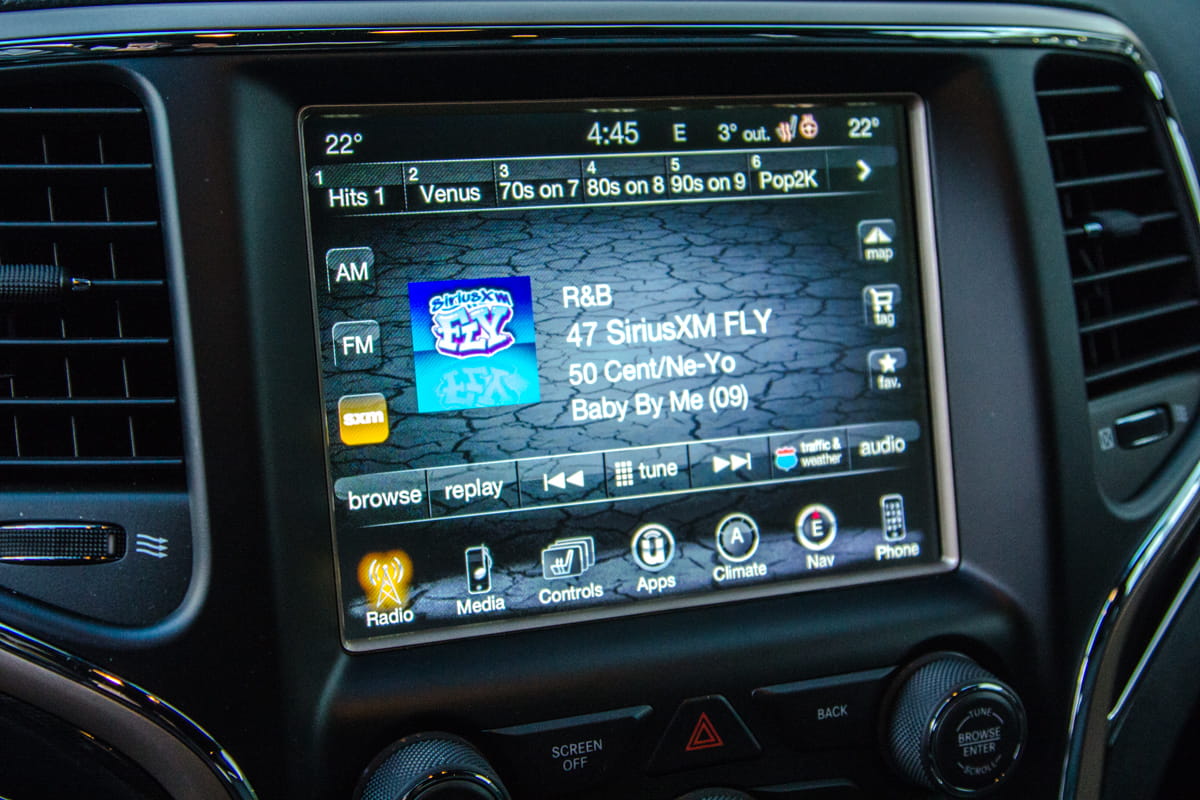 22° 4:45 E 3° out. 22°
1 Hits 1 2 Venus 3 70s on 7 4 80s on 8 5 90s on 9 6 Pop2K
AM
FM
sxm
siriusxm
FLY
R&B
47 SiriusXM FLY
50 Cent/Ne-Yo
Baby By Me (09)
map
tag
fav.
browse replay tune traffic & weather audio
Radio Media Controls Apps A Climate E Nav Phone
SCREEN
OFF
BACK
TUNE
BROWSE
ENTER
SCROLL